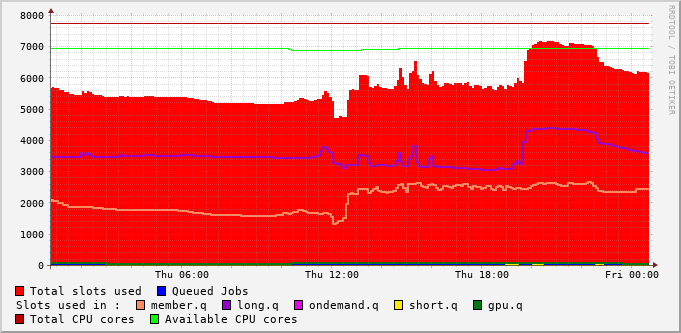 8000
7000
6000
5000
4000
3000
2000
1000
0
Thu 06:00 Thu 12:00 Thu 18:00 Fri 00:00
RRDTOOL / TOBI OETIKER
Total slots used Queued Jobs
Slots used in : member.q long.q ondemand.q short.q gpu.q
Total CPU cores Available CPU cores